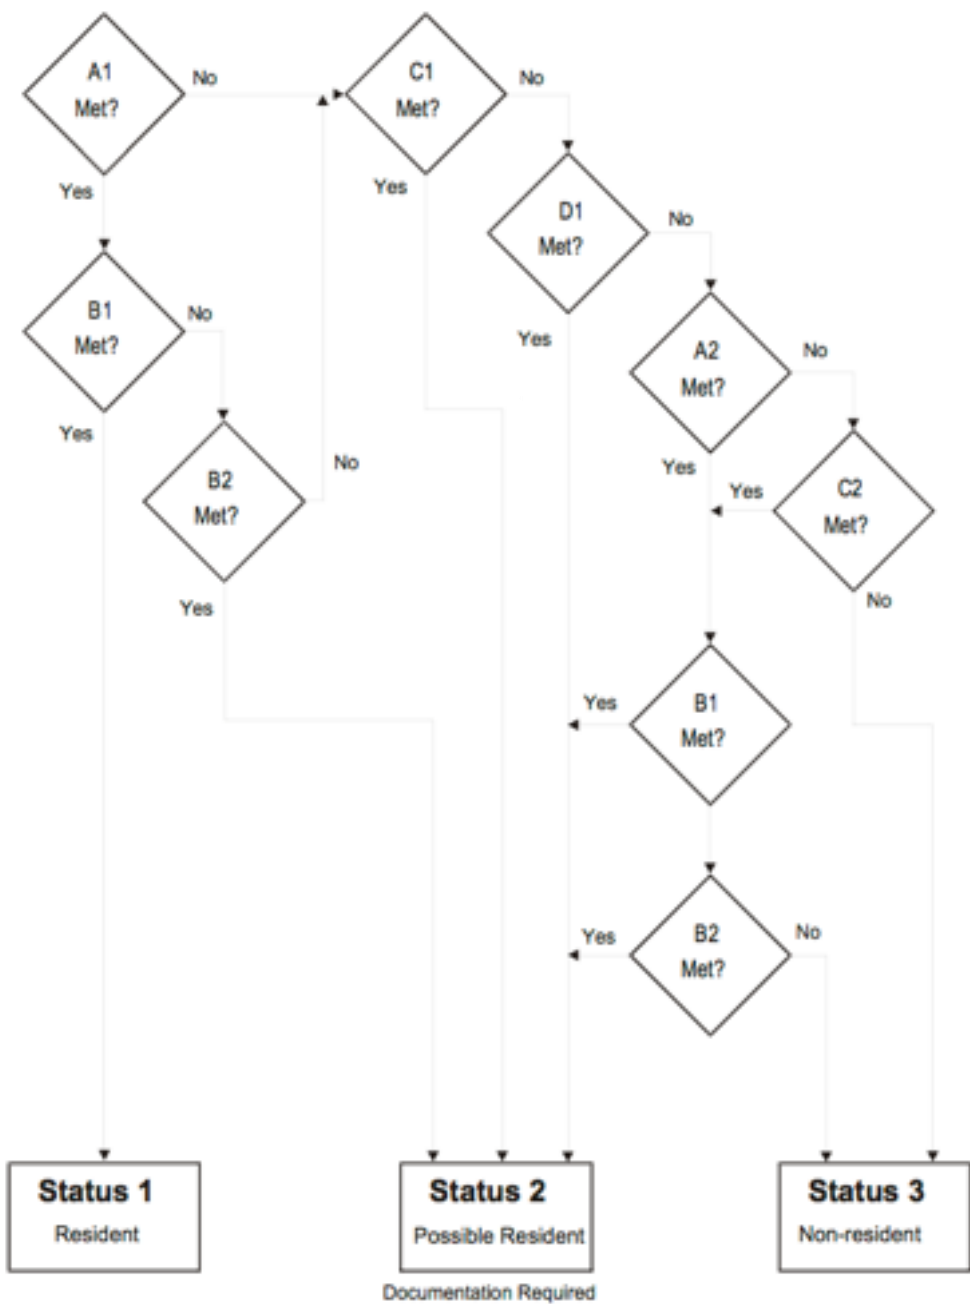 A1
Met?
No
C1
Met?
No
Yes
Yes
D1
Met?
No
B1
Met?
No
Yes
A2
Met?
No
Yes
B2
Met?
No
Yes
Yes
C2
Met?
Yes
No
Yes
B1
Met?
Yes
B2
Met?
No
Status 1
Resident
Status 2
Possible Resident
Status 3
Non-resident
Documentation Required